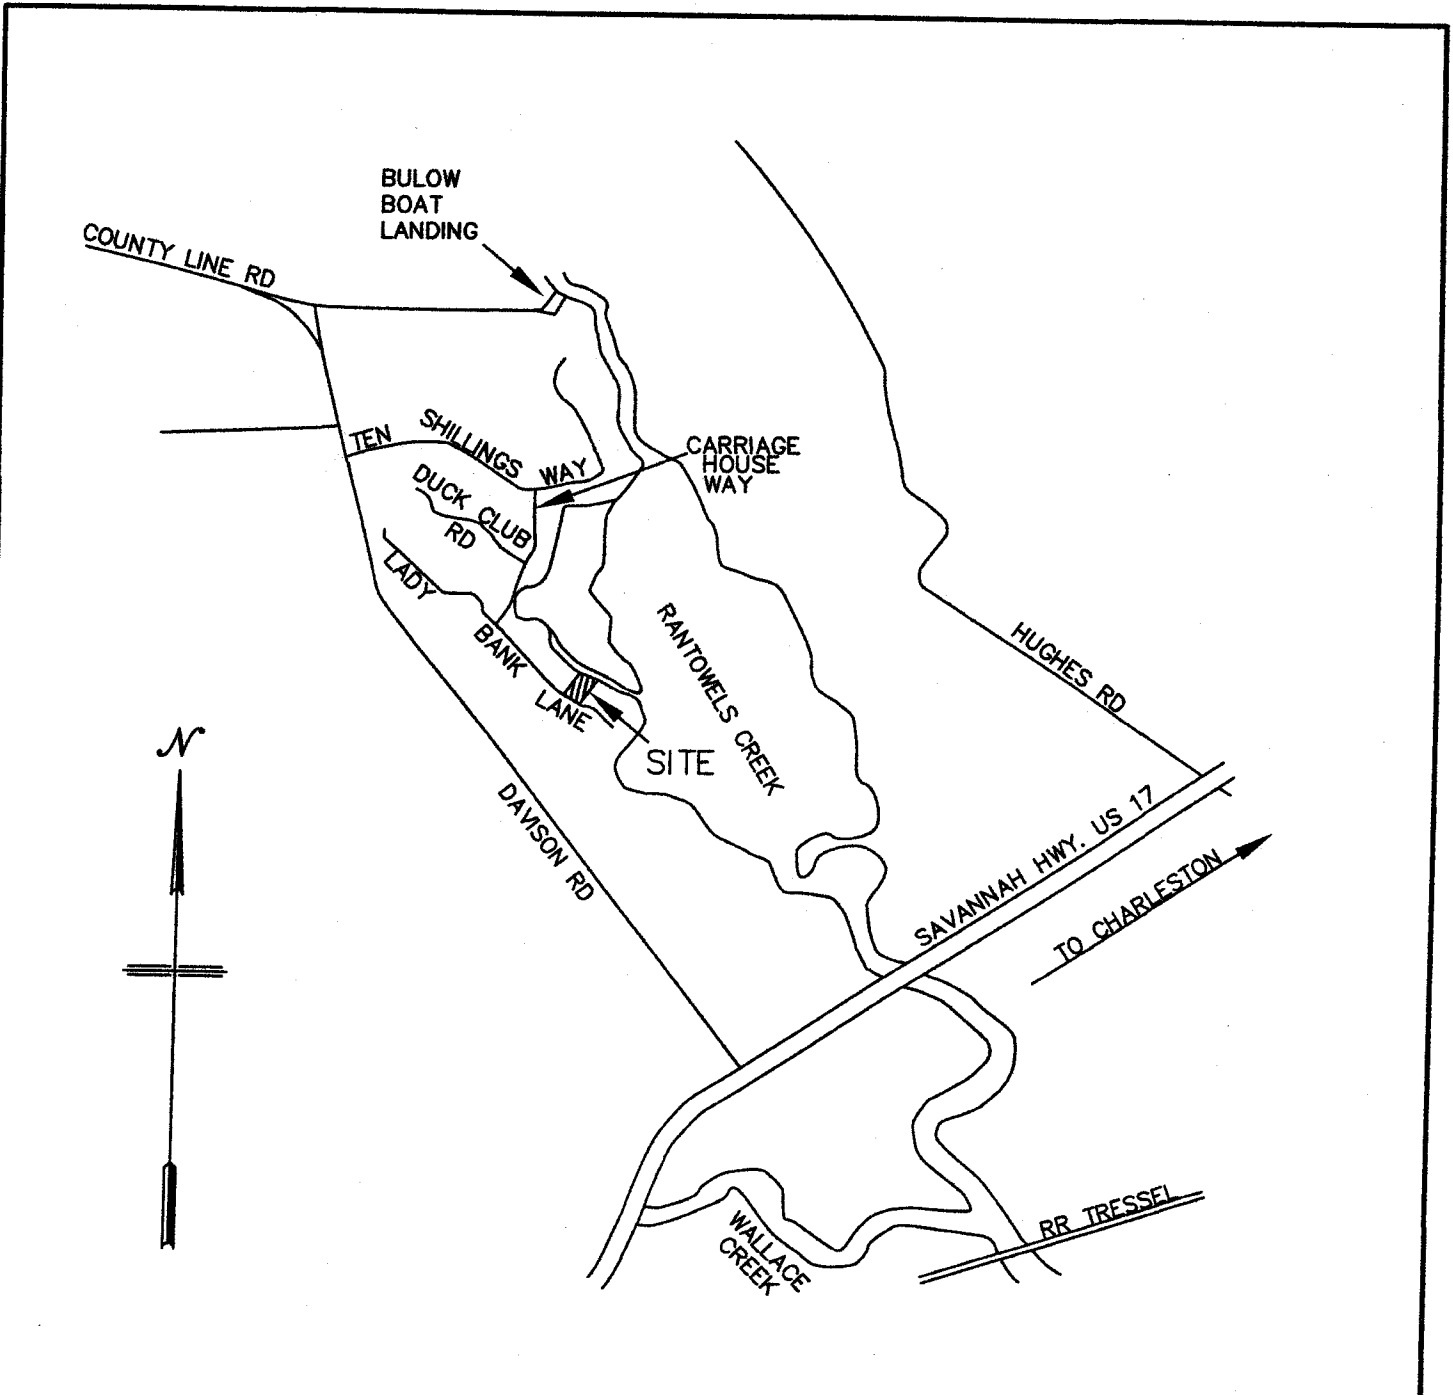 BULOW
BOAT
LANDING
COUNTY LINE RD
TEN SHILLINGS WAY
CARRIAGE
HOUSE
WAY
DUCK CLUB
RD
LADY BANK LANE
RANTOWELS CREEK
HUGHES RD
SITE
N
DAVISON RD
SAVANNAH HWY. US 17
TO CHARLESTON
RR TRESSEL
WALLACE
CREEK